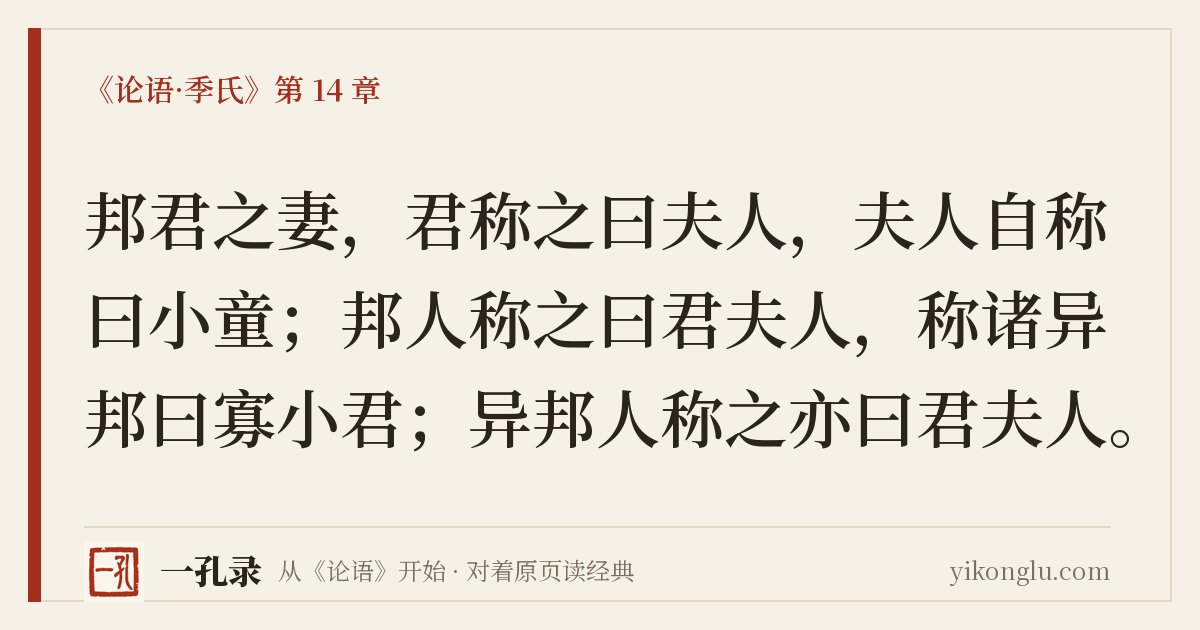 《论语·季氏》第 14 章
邦君之妻，君称之曰夫人，夫人自称
曰小童；邦人称之曰君夫人，称诸异
邦曰寡小君；异邦人称之亦曰君夫人。
一孔
一孔录 从《论语》开始 · 对着原页读经典 yikonglu.com